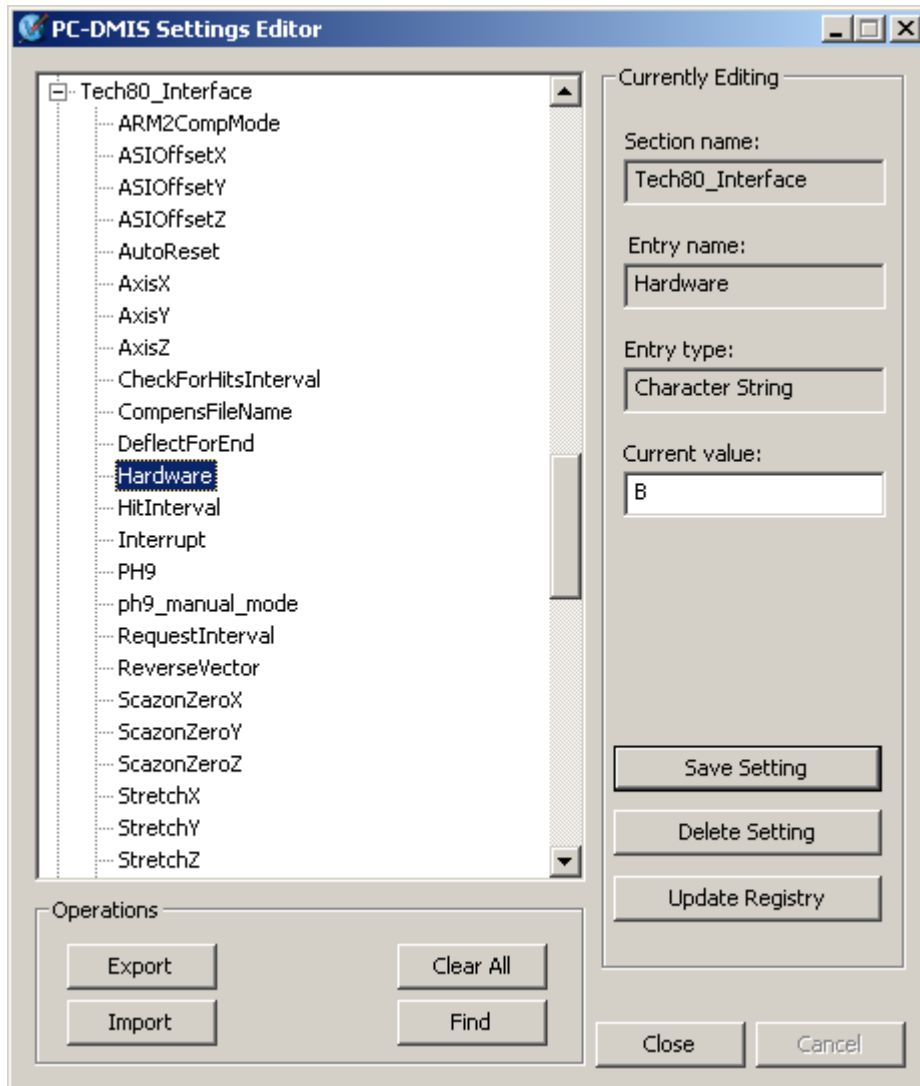 PC-DMIS Settings Editor
Tech80_Interface
ARM2CompMode
ASIOffsetX
ASIOffsetY
ASIOffsetZ
AutoReset
AxisX
AxisY
AxisZ
CheckForHitsInterval
CompensFileName
DeflectForEnd
Hardware
HitInterval
Interrupt
PH9
ph9_manual_mode
RequestInterval
ReverseVector
ScazonZeroX
ScazonZeroY
ScazonZeroZ
StretchX
StretchY
StretchZ
Currently Editing
Section name:
Tech80_Interface
Entry name:
Hardware
Entry type:
Character String
Current value:
B
Save Setting
Delete Setting
Update Registry
Operations
Export
Clear All
Import
Find
Close
Cancel